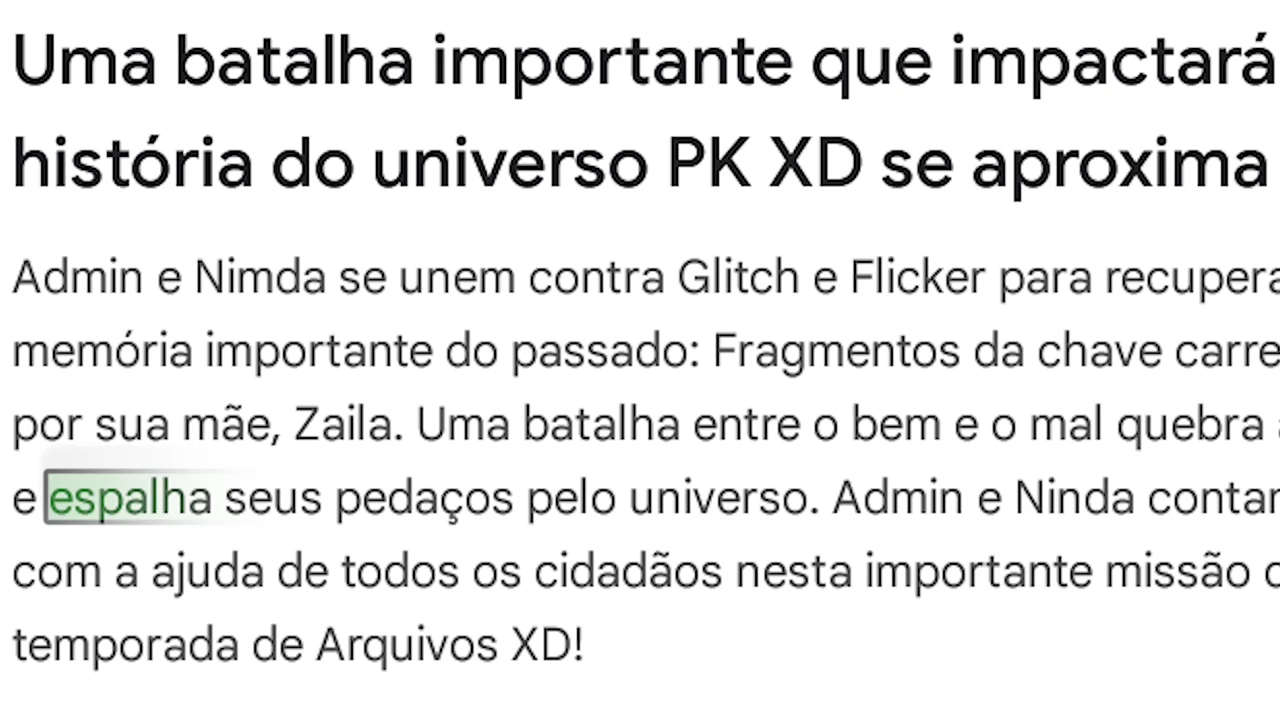 Uma batalha importante que impactará
história do universo PK XD se aproxima
Admin e Nimda se unem contra Glitch e Flicker para recupera
memória importante do passado: Fragmentos da chave carre
por sua mãe, Zaila. Uma batalha entre o bem e o mal quebra
e espalha seus pedaços pelo universo. Admin e Ninda contar
com a ajuda de todos os cidadãos nesta importante missão
temporada de Arquivos XD!